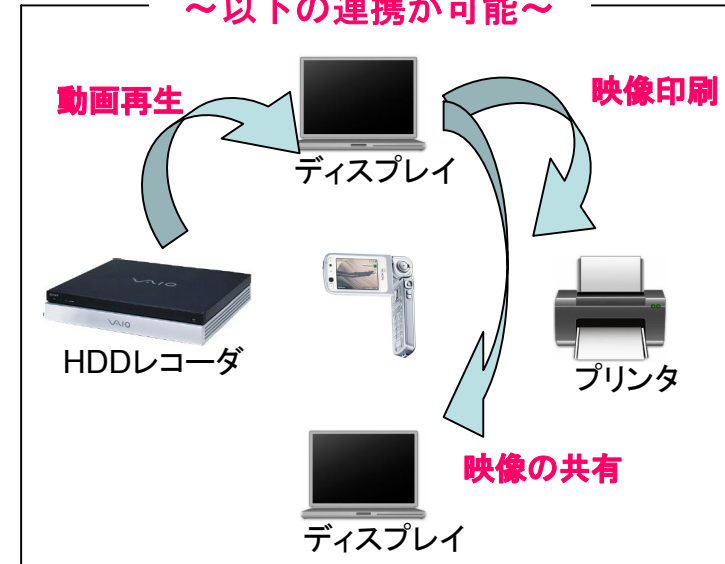 ～以下の連携が可能～
動画再生
映像印刷
ディスプレイ
VAIO
VAIO
HDDレコーダ
プリンタ
映像の共有
ディスプレイ